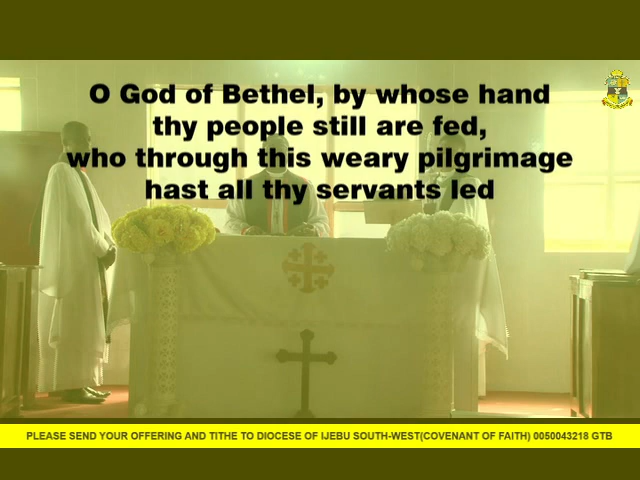 O God of Bethel, by whose hand
thy people still are fed,
who through this weary pilgrimage
hast all thy servants led
PLEASE SEND YOUR OFFERING AND TITHE TO DIOCESE OF IJEBU SOUTH-WEST(COVENANT OF FAITH) 0050043218 GTB